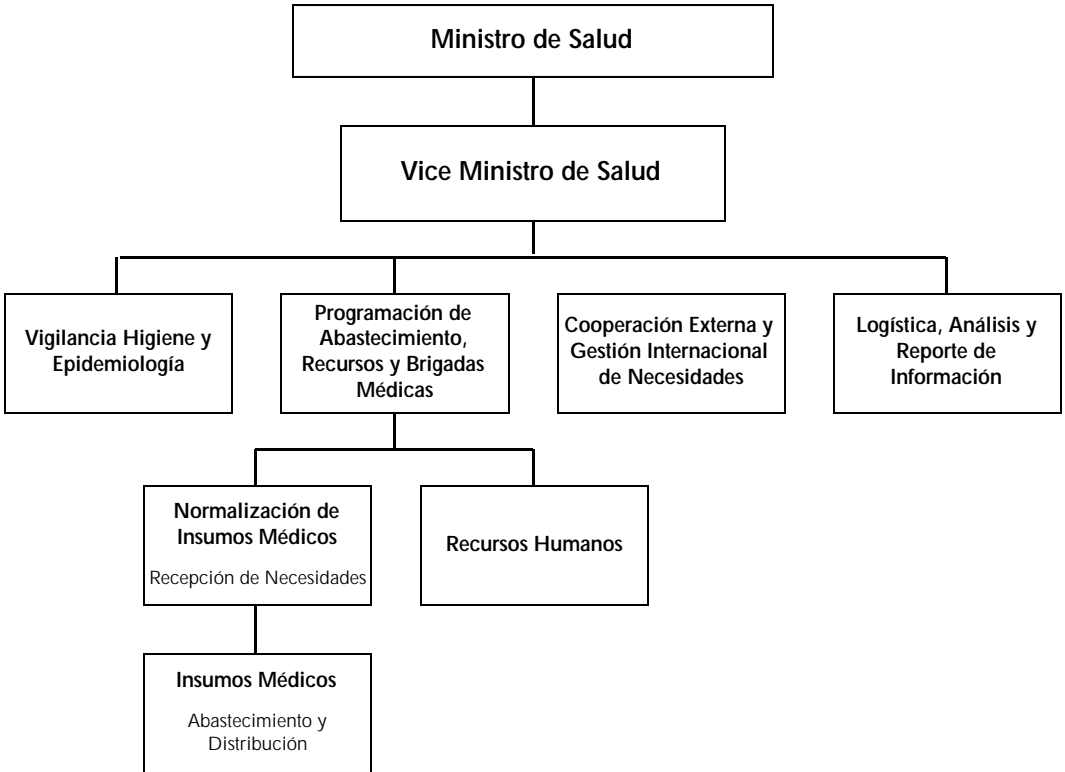 Ministro de Salud
Vice Ministro de Salud
Vigilancia Higiene y
Epidemiología
Programación de
Abastecimiento,
Recursos y Brigadas
Médicas
Cooperación Externa y
Gestión Internacional
de Necesidades
Logística, Análisis y
Reporte de
Información
Normalización de
Insumos Médicos
Recepción de Necesidades
Recursos Humanos
Insumos Médicos
Abastecimiento y
Distribución